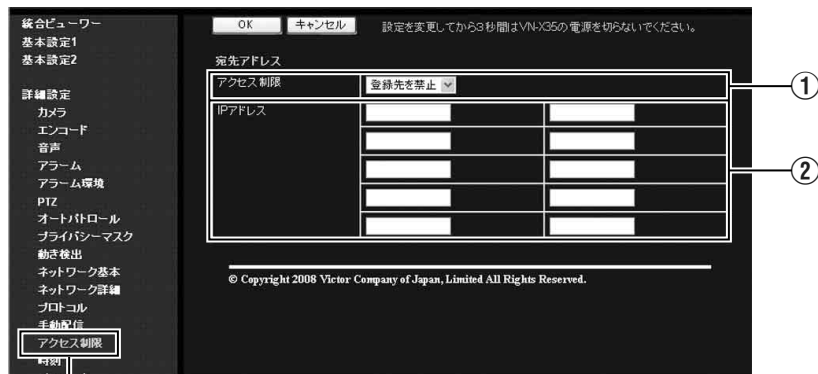 統合ビューワー
基本設定1
基本設定2
詳細設定
カメラ
エンコード
音声
アラーム
アラーム環境
PTZ
オートパトロール
プライバシーマスク
動き検出
ネットワーク基本
ネットワーク詳細
プロトコル
手動配信
アクセス制限
時刻
OK キャンセル 設定を変更してから3秒間はVN-X35の電源を切らないでください。
宛先アドレス
アクセス制限 登録先を禁止
①
IPアドレス
②
© Copyright 2008 Victor Company of Japan, Limited All Rights Reserved.